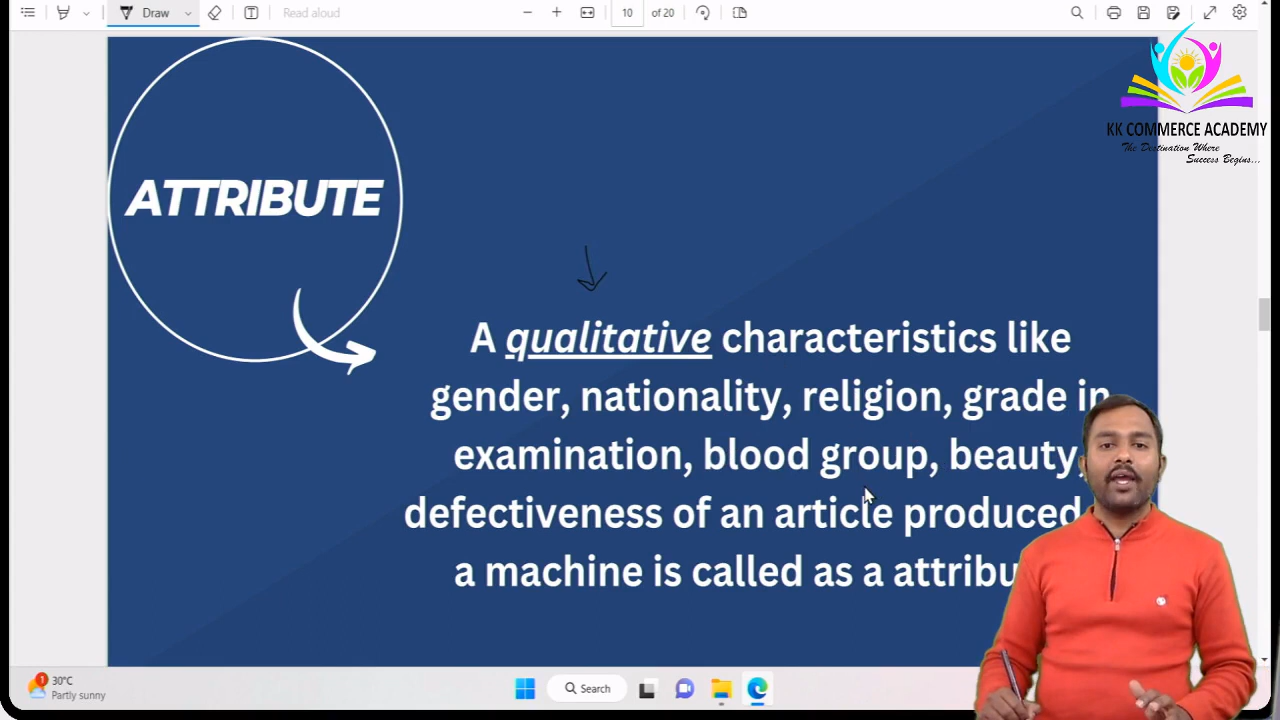 Draw
Read aloud
10 of 20
KK COMMERCE ACADEMY
The Destination Where
Success Begins...
ATTRIBUTE
A qualitative characteristics like
gender, nationality, religion, grade in
examination, blood group, beauty,
defectiveness of an article produced
a machine is called as a
1
30°C
Partly sunny
Search